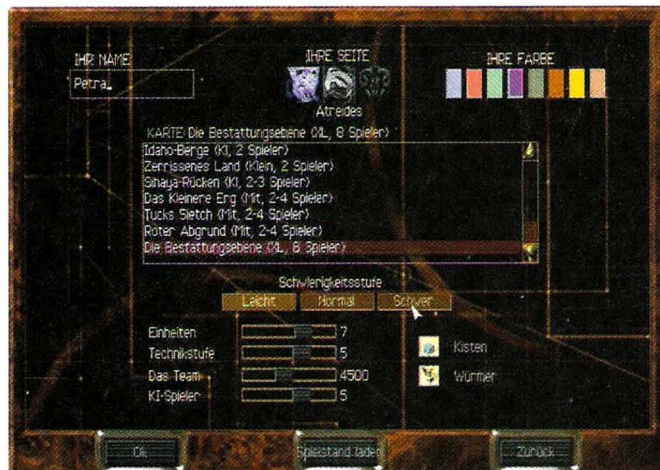 IHR NAME
Petra
IHRE SEITE
Atreides
IHRE FARBE
KARTE: Die Bestattungsebene (XL, 8 Spieler)
Idaho-Berge (Kl, 2 Spieler)
Zerrissenes Land (Klein, 2 Spieler)
Sihaya-Rücken (Kl, 2-3 Spieler)
Das Kleinere Erg (Mit, 2-4 Spieler)
Tucks Sietch (Mit, 2-4 Spieler)
Roter Abgrund (Mit, 2-4 Spieler)
Die Bestattungsebene (XL, 8 Spieler)
Schwierigkeitsstufe
Leicht Normal Schwer
Einheiten 7
Technikstufe 5
Das Team 4500
KI-Spieler 5
Kisten
Würmer
Ok Spielstand laden Zurück